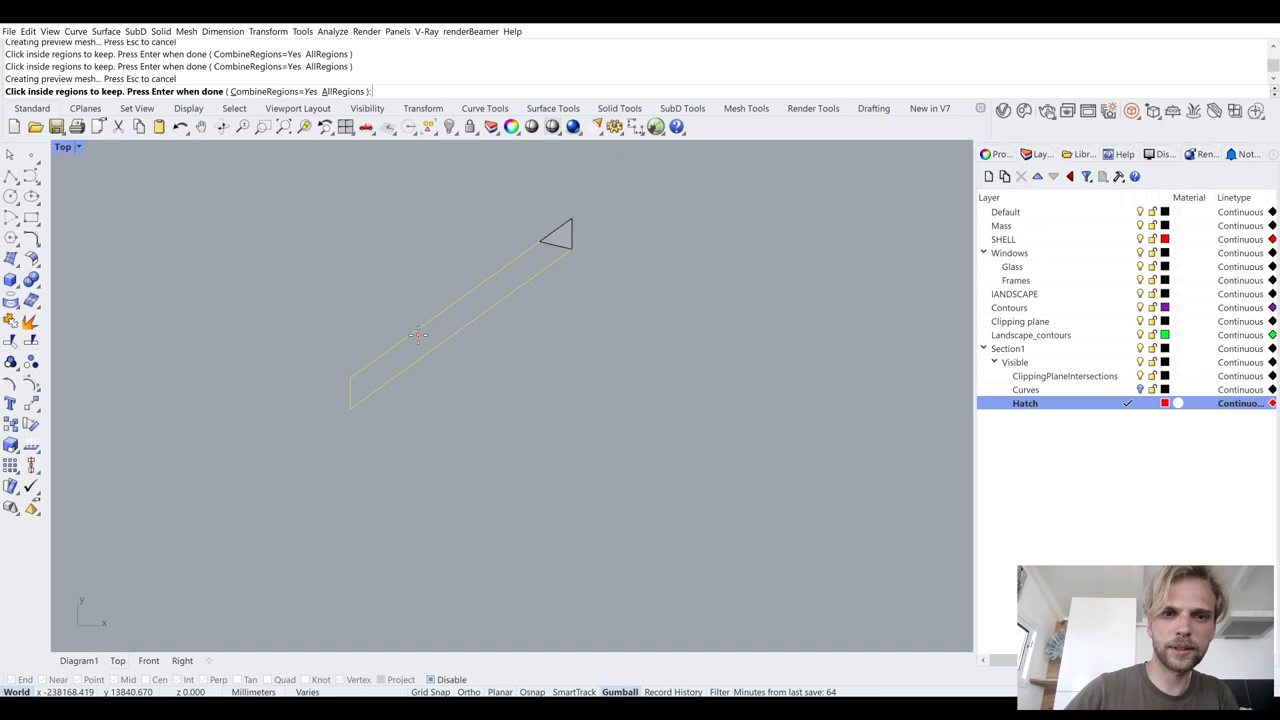 File Edit View Curve Surface Solid Mesh Dimension Transform Tools Analyze Render Panels V-Ray renderBeamer Help
Creating preview mesh... Press Esc to cancel
Click inside regions to keep. Press Enter when done ( CombineRegions=Yes AllRegions )
Click inside regions to keep. Press Enter when done ( CombineRegions=Yes AllRegions )
Creating preview mesh... Press Esc to cancel
Click inside regions to keep. Press Enter when done ( CombineRegions=Yes AllRegions ):
Standard CPlanes Set View Display Select Viewport Layout Visibility Transform Curve Tools Surface Tools Solid Tools SubD Tools Mesh Tools Render Tools Drafting New in V7
Top
Pro... Lay... Libr... Help Dis... Ren... Not...
Layer Material Linetype
Default Continuous
Mass Continuous
SHELL Continuous
Windows Continuous
Glass Continuous
Frames Continuous
lANDSCAPE Continuous
Contours Continuous
Clipping plane Continuous
Landscape_contours Continuous
Section1 Continuous
Visible Continuous
ClippingPlaneIntersections Continuous
Curves Continuous
Hatch Continuo...
y
x
Diagram1 Top Front Right
End Near Point Mid Cen Int Perp Tan Quad Knot Vertex Project Disable
World x -238168.419 y 13840.670 z 0.000 Millimeters Varies Grid Snap Ortho Planar Osnap SmartTrack Gumball Record History Filter Minutes from last save: 64